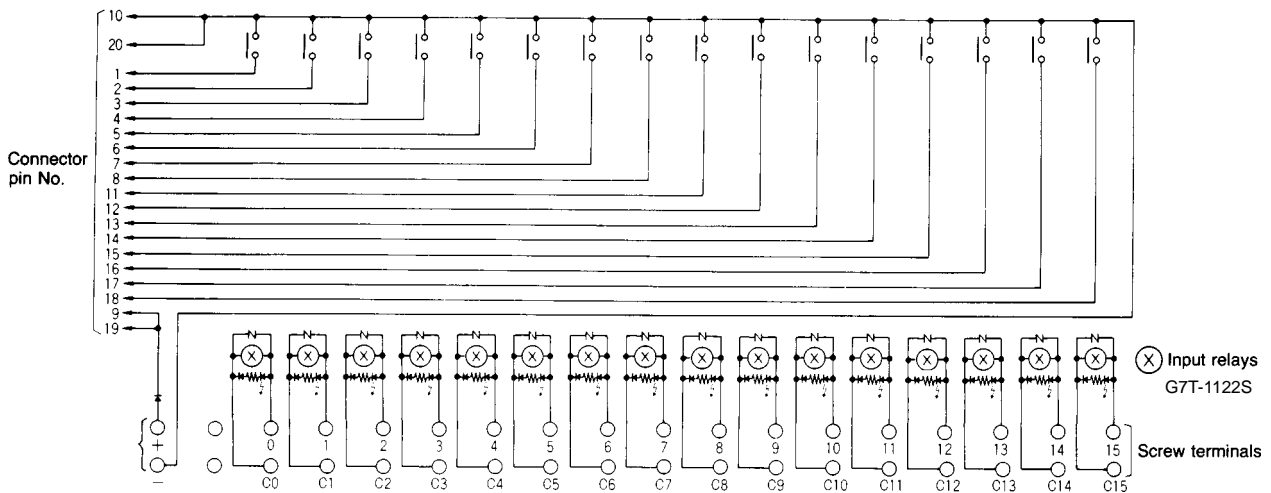 10
20
1
2
3
4
5
6
7
8
11
12
13
14
15
16
17
18
9
19
Connector
pin No.
N N N N N N N N N N N N N N N N
X X X X X X X X X X X X X X X X
X Input relays
G7T-1122S
+ 0 1 2 3 4 5 6 7 8 9 10 11 12 13 14 15
Screw terminals
− C0 C1 C2 C3 C4 C5 C6 C7 C8 C9 C10 C11 C12 C13 C14 C15